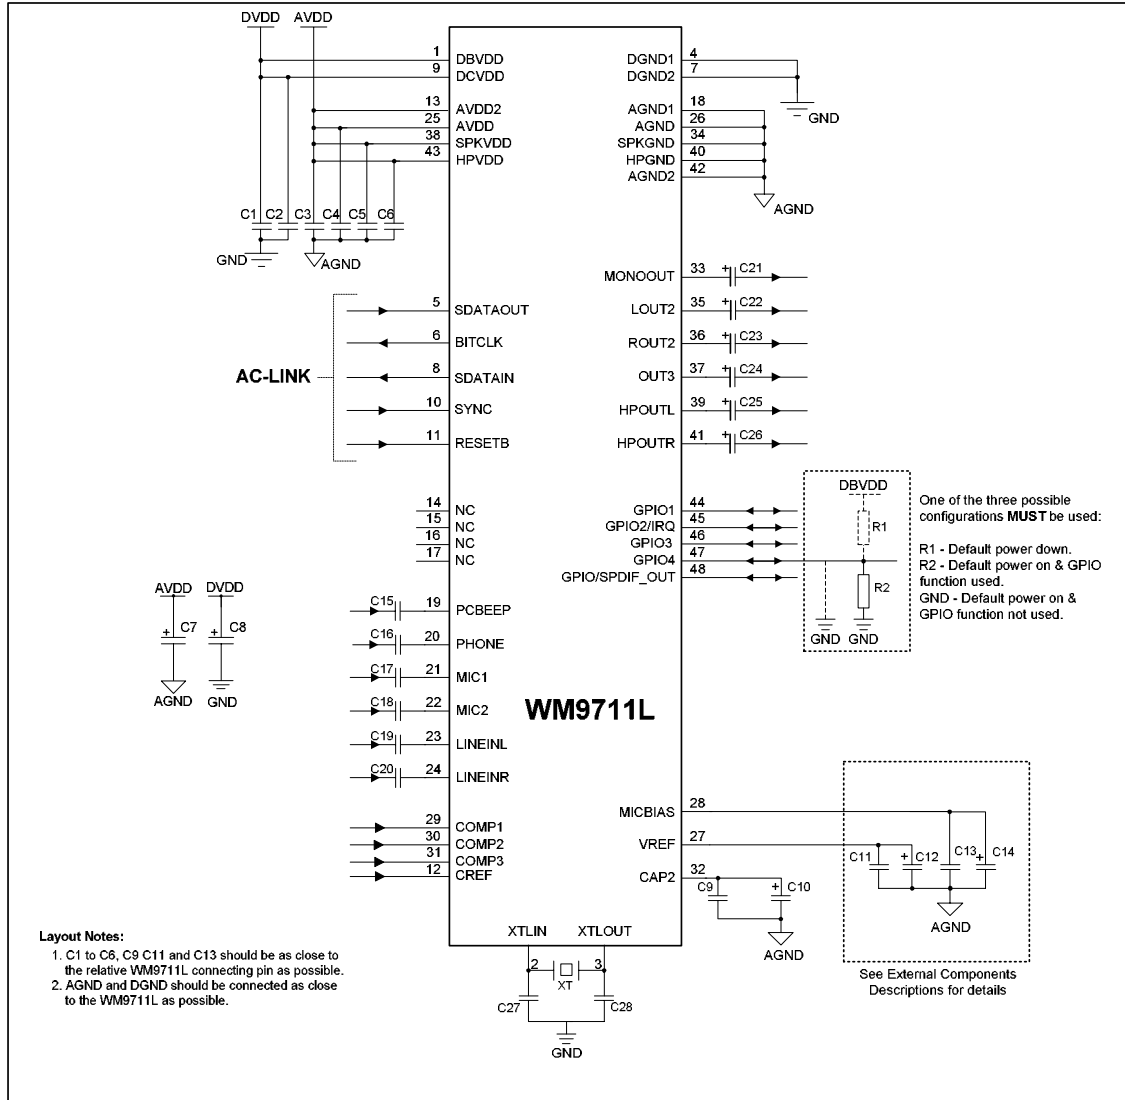 DVDD AVDD
1 DBVDD
9 DCVDD
13 AVDD2
25 AVDD
38 SPKVDD
43 HPVDD
C1 C2 C3 C4 C5 C6
GND AGND
DGND1 4
DGND2 7
GND
AGND1 18
AGND 26
SPKGND 34
HPGND 40
AGND2 42
AGND
AC-LINK
5 SDATAOUT
6 BITCLK
8 SDATAIN
10 SYNC
11 RESETB
MONOOUT 33 + C21
LOUT2 35 + C22
ROUT2 36 + C23
OUT3 37 + C24
HPOUTL 39 + C25
HPOUTR 41 + C26
14 NC
15 NC
16 NC
17 NC
GPIO1 44
GPIO2/IRQ 45
GPIO3 46
GPIO4 47
GPIO/SPDIF_OUT 48
DBVDD
R1
R2
GND GND
One of the three possible
configurations MUST be used:
R1 - Default power down.
R2 - Default power on & GPIO
function used.
GND - Default power on &
GPIO function not used.
AVDD DVDD
+ C7 + C8
AGND GND
C15 19 PCBEEP
C16 20 PHONE
C17 21 MIC1
C18 22 MIC2
C19 23 LINEINL
C20 24 LINEINR
29 COMP1
30 COMP2
31 COMP3
12 CREF
WM9711L
MICBIAS 28
VREF 27
CAP2 32
C9 + C10
AGND
C11 + C12 C13 + C14
AGND
See External Components
Descriptions for details
XTLIN XTLOUT
2 3
XT
C27 C28
GND
Layout Notes:
1. C1 to C6, C9 C11 and C13 should be as close to
the relative WM9711L connecting pin as possible.
2. AGND and DGND should be connected as close
to the WM9711L as possible.